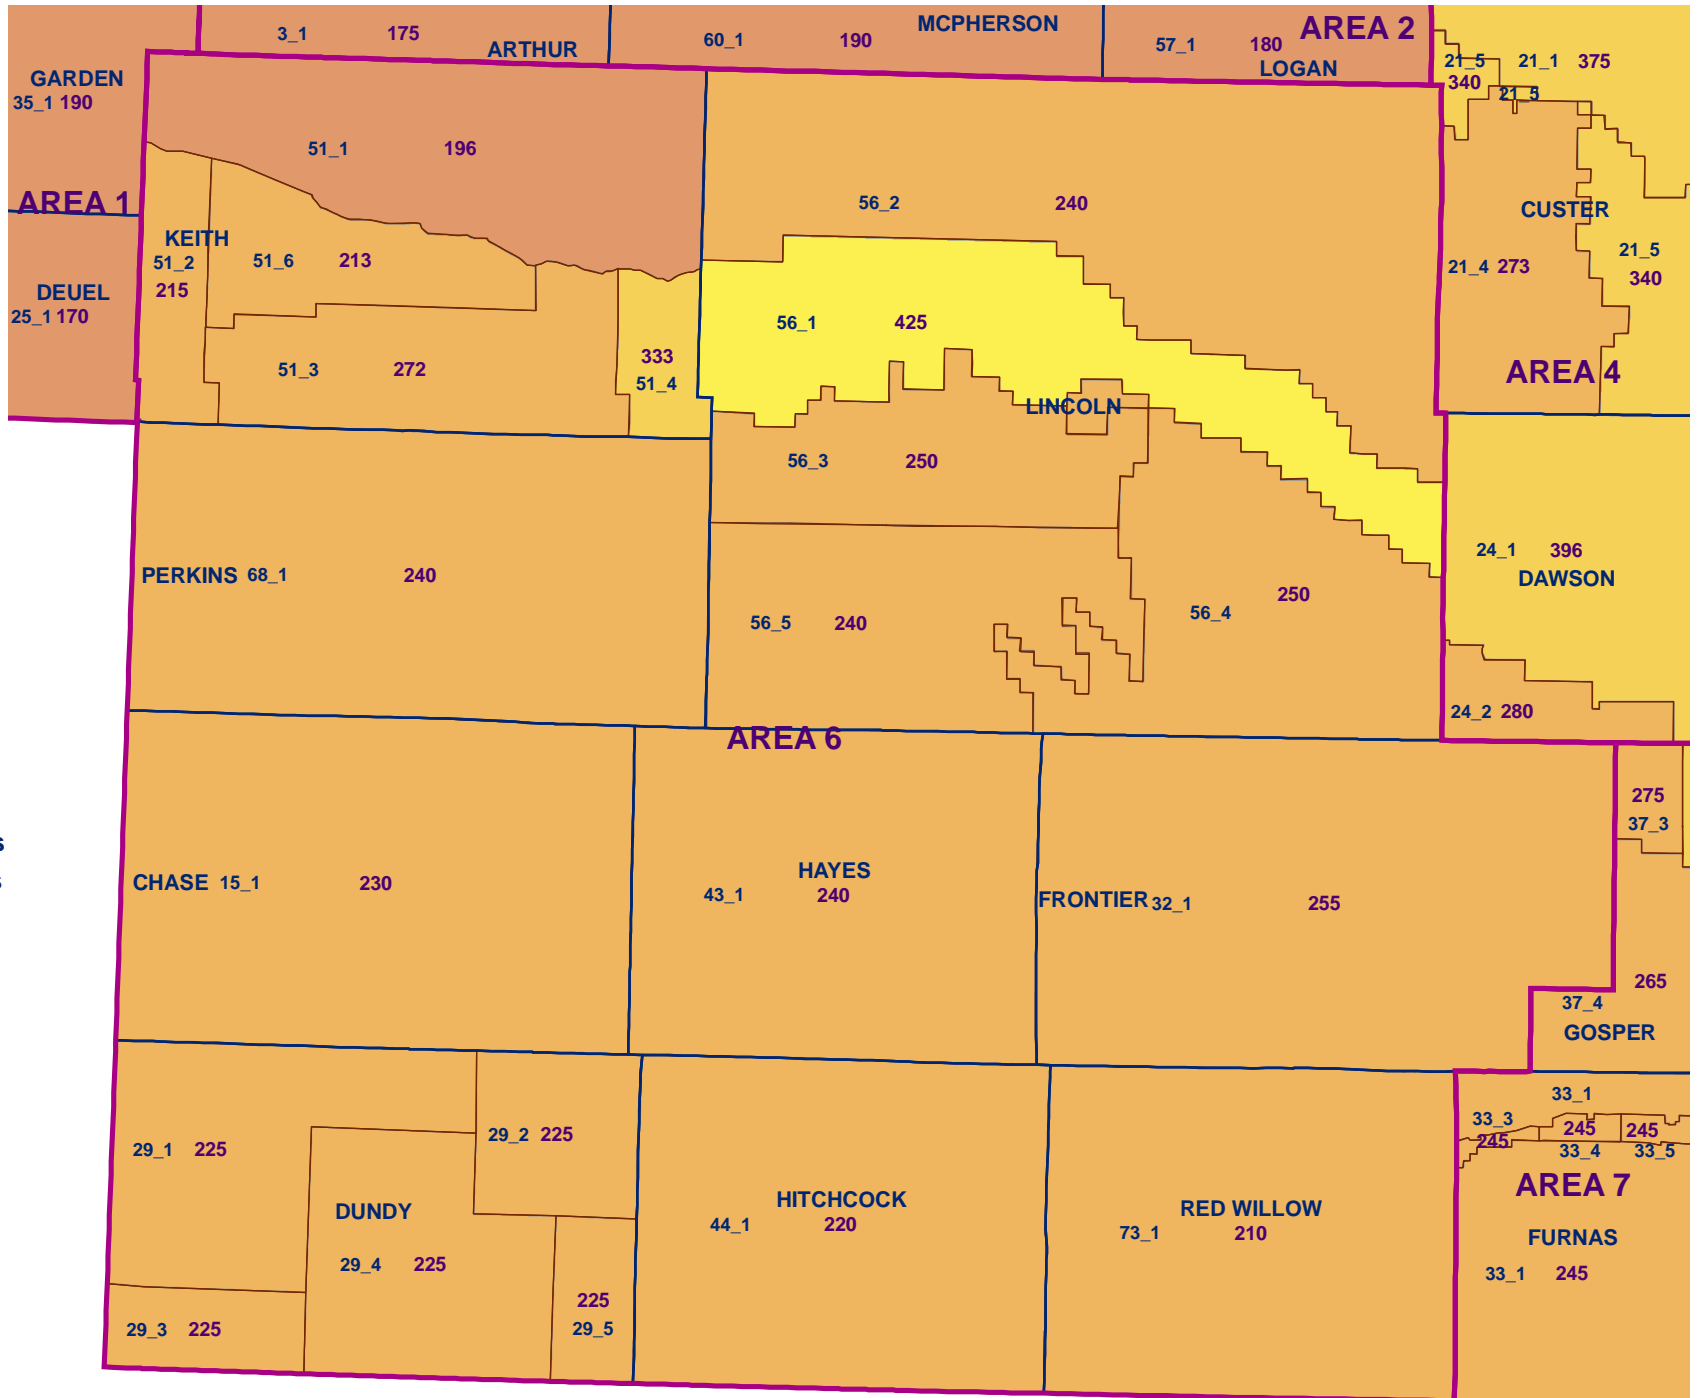 MCPHERSON
AREA 2
3_1 175
ARTHUR
60_1 190
57_1 180
LOGAN
GARDEN
35_1 190
21_5
340
21_1 375
21_5
51_1 196
AREA 1
56_2 240
CUSTER
KEITH
51_2
215
51_6 213
21_4 273
21_5
340
DEUEL
25_1 170
56_1 425
333
51_4
51_3 272
AREA 4
LINCOLN
56_3 250
24_1 396
DAWSON
PERKINS 68_1 240
56_5 240
56_4 250
24_2 280
AREA 6
275
37_3
CHASE 15_1 230
HAYES
43_1 240
FRONTIER 32_1 255
265
37_4
GOSPER
33_1
33_3
245
245
33_4
245
33_5
29_1 225
29_2 225
AREA 7
DUNDY
29_4 225
HITCHCOCK
44_1 220
RED WILLOW
73_1 210
FURNAS
33_1 245
225
29_5
29_3 225